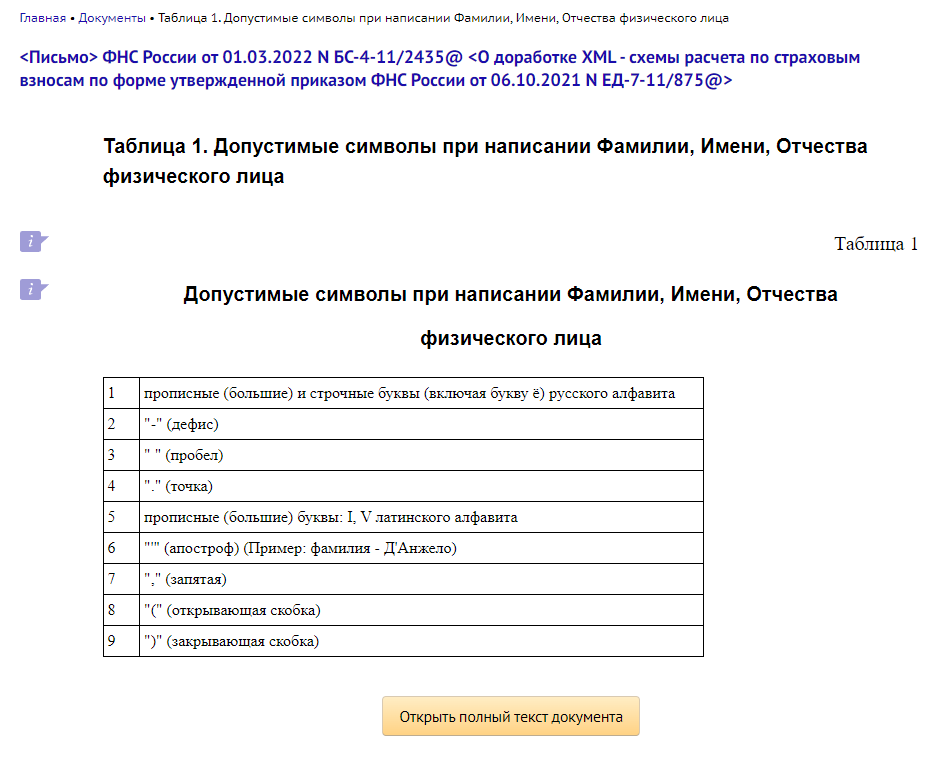 Главная • Документы • Таблица 1. Допустимые символы при написании Фамилии, Имени, Отчества физического лица
<Письмо> ФНС России от 01.03.2022 N БС-4-11/2435@ <О доработке XML - схемы расчета по страховым
взносам по форме утвержденной приказом ФНС России от 06.10.2021 N ЕД-7-11/875@>
Таблица 1. Допустимые символы при написании Фамилии, Имени, Отчества
физического лица
Таблица 1
Допустимые символы при написании Фамилии, Имени, Отчества
физического лица
1 прописные (большие) и строчные буквы (включая букву ё) русского алфавита
2 "-" (дефис)
3 " " (пробел)
4 "." (точка)
5 прописные (большие) буквы: I, V латинского алфавита
6 "'" (апостроф) (Пример: фамилия - Д'Анжело)
7 "," (запятая)
8 "(" (открывающая скобка)
9 ")" (закрывающая скобка)
Открыть полный текст документа